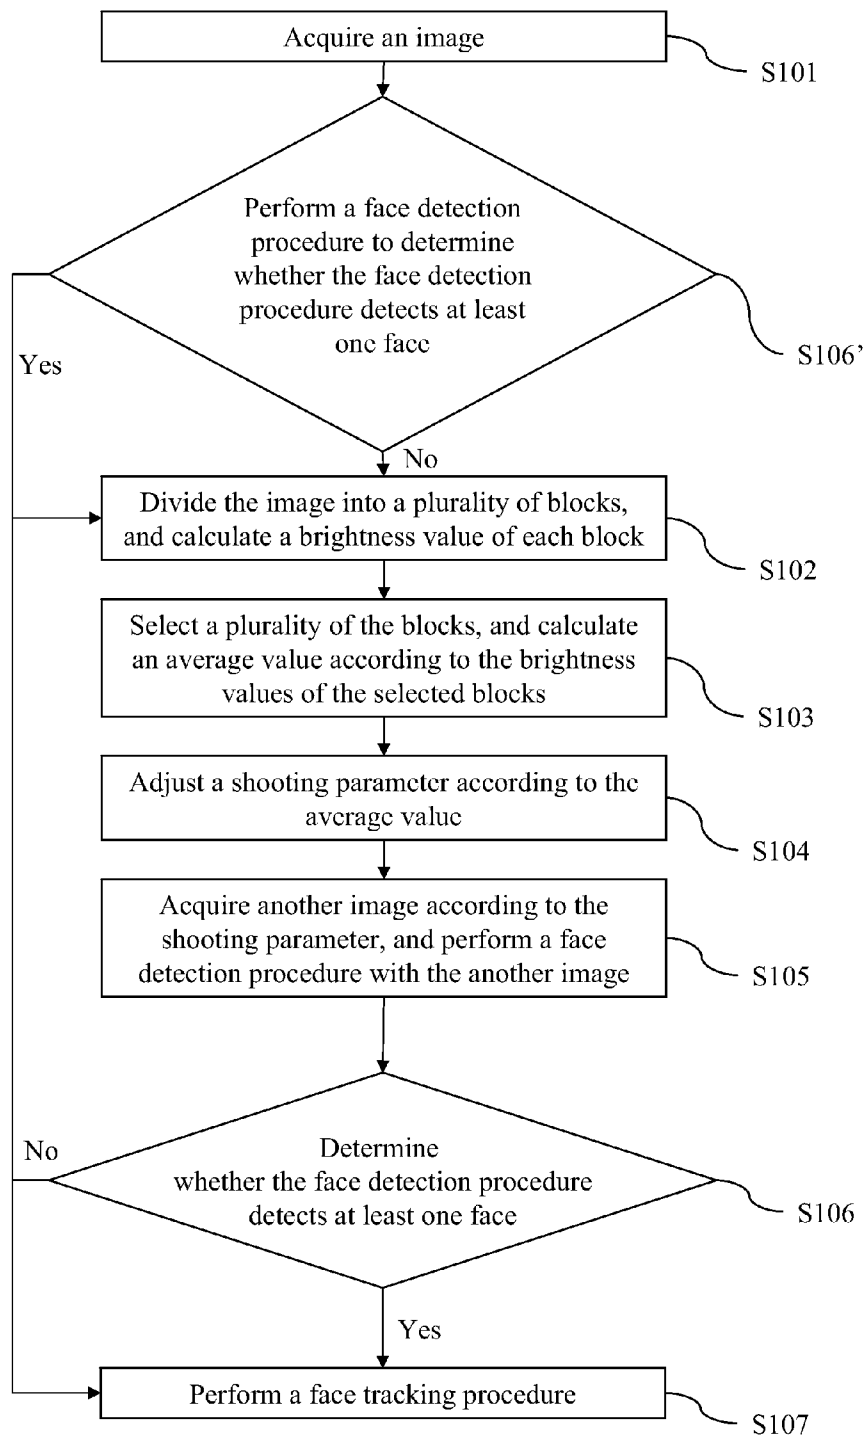 Acquire an image
S101
Perform a face detection
procedure to determine
whether the face detection
procedure detects at least
one face
S106’
Yes
No
Divide the image into a plurality of blocks,
and calculate a brightness value of each block
S102
Select a plurality of the blocks, and calculate
an average value according to the brightness
values of the selected blocks
S103
Adjust a shooting parameter according to the
average value
S104
Acquire another image according to the
shooting parameter, and perform a face
detection procedure with the another image
S105
No
Determine
whether the face detection procedure
detects at least one face
S106
Yes
Perform a face tracking procedure
S107